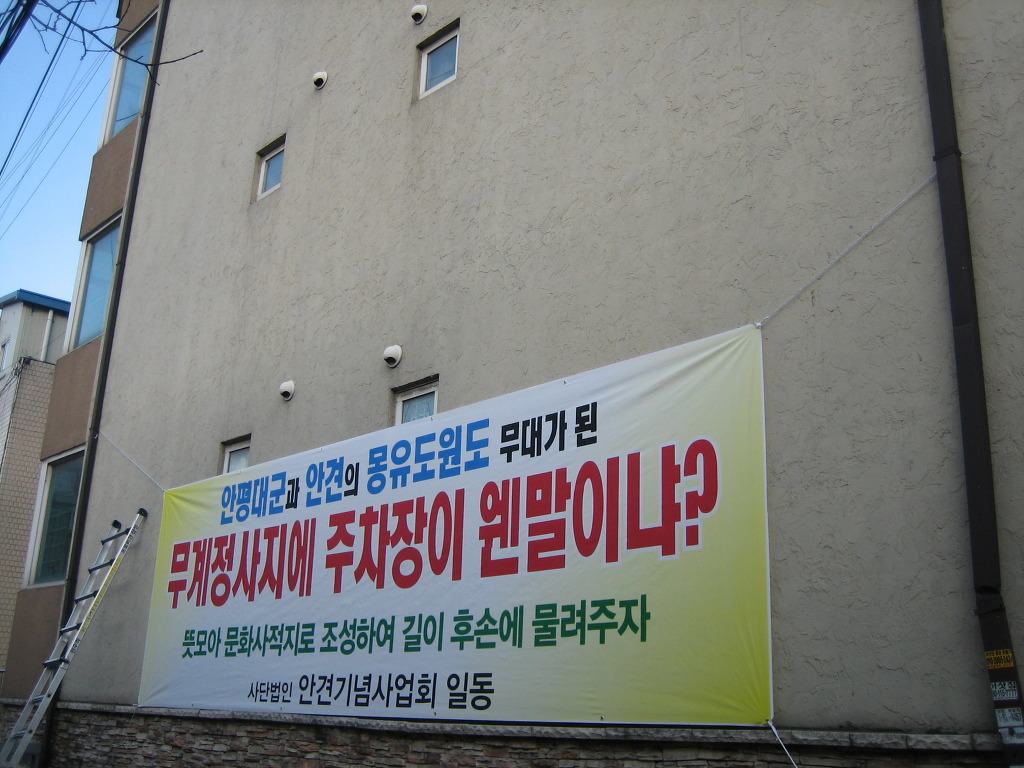 안평대군과 안견의 몽유도원도 무대가 된
무계정사지에 주차장이 웬말이냐?
뜻모아 문화사적지로 조성하여 길이 후손에 물려주자
사단법인 안견기념사업회 일동